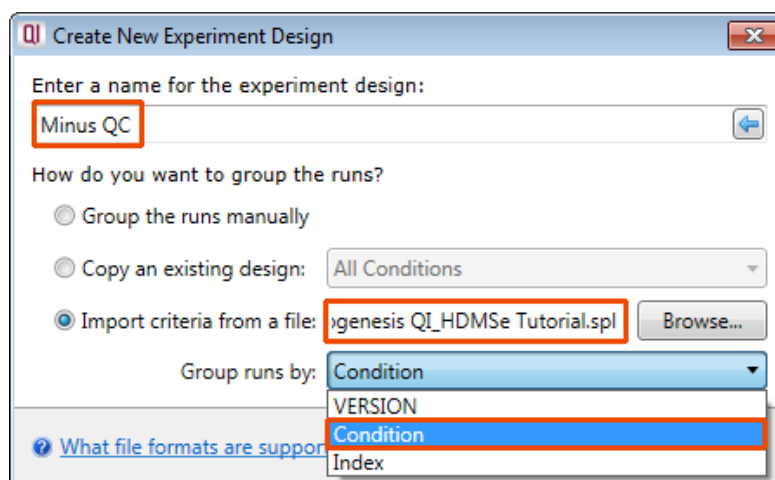 QI Create New Experiment Design
Enter a name for the experiment design:
Minus QC
How do you want to group the runs?
Group the runs manually
Copy an existing design: All Conditions
Import criteria from a file: ogenesis QI_HDMSe Tutorial.spl Browse...
Group runs by: Condition
VERSION
Condition
? What file formats are suppor
Index